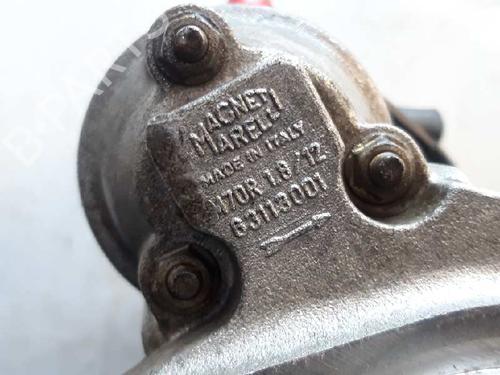 MAGNETI
MARELLI
MADE IN ITALY
M70R 1.8/12
63113001
B-PARTS